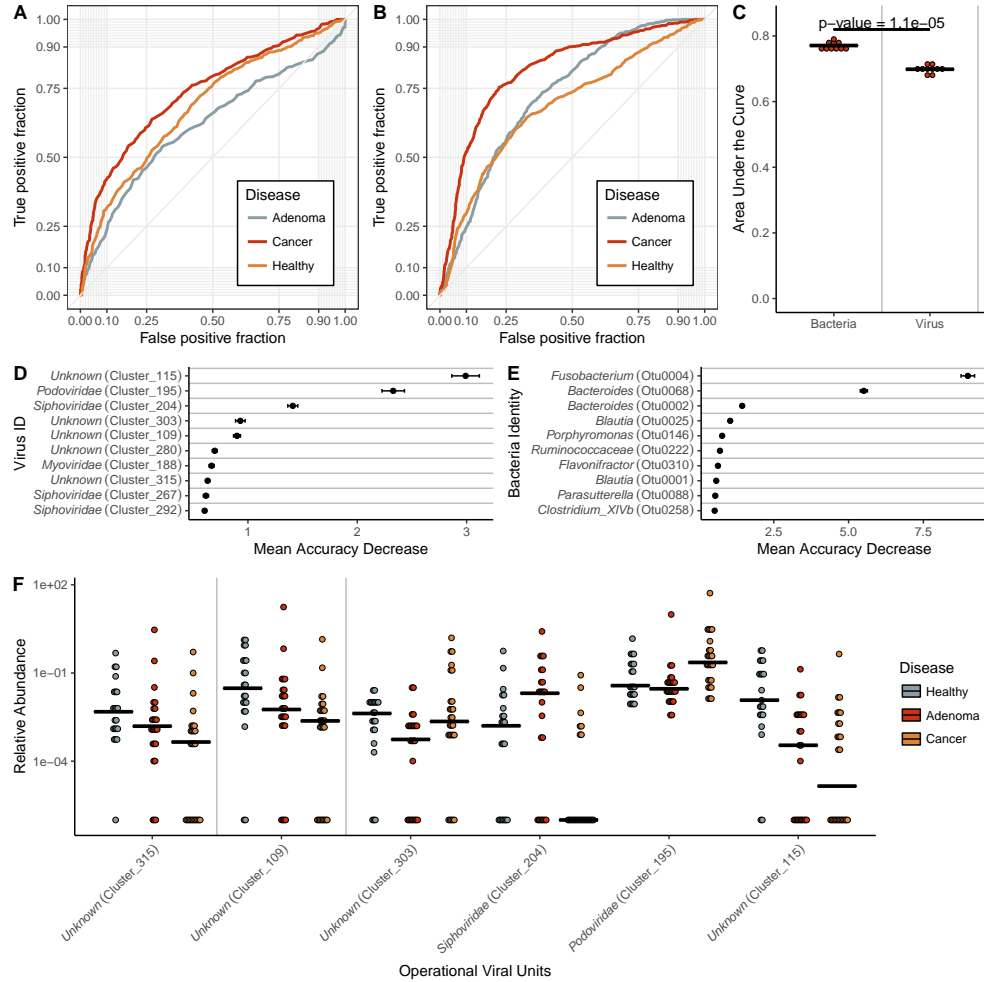 A
True positive fraction
1.00
0.90
0.75
0.50
0.25
0.10
0.00
0.00 0.10 0.25 0.50 0.75 0.90 1.00
False positive fraction
Disease
Adenoma
Cancer
Healthy
B
True positive fraction
1.00
0.90
0.75
0.50
0.25
0.10
0.00
0.00 0.10 0.25 0.50 0.75 0.90 1.00
False positive fraction
Disease
Adenoma
Cancer
Healthy
C
Area Under the Curve
p−value = 1.1e−05
0.8
0.6
0.4
0.2
0.0
Bacteria Virus
D
Virus ID
Unknown (Cluster_115)
Podoviridae (Cluster_195)
Siphoviridae (Cluster_204)
Unknown (Cluster_303)
Unknown (Cluster_109)
Unknown (Cluster_280)
Myoviridae (Cluster_188)
Unknown (Cluster_315)
Siphoviridae (Cluster_267)
Siphoviridae (Cluster_292)
1 2 3
Mean Accuracy Decrease
E
Bacteria Identity
Fusobacterium (Otu0004)
Bacteroides (Otu0068)
Bacteroides (Otu0002)
Blautia (Otu0025)
Porphyromonas (Otu0146)
Ruminococcaceae (Otu0222)
Flavonifractor (Otu0310)
Blautia (Otu0001)
Parasutterella (Otu0088)
Clostridium_XIVb (Otu0258)
2.5 5.0 7.5
Mean Accuracy Decrease
F
Relative Abundance
1e+02
1e−01
1e−04
Unknown (Cluster_315)
Unknown (Cluster_109)
Unknown (Cluster_303)
Siphoviridae (Cluster_204)
Podoviridae (Cluster_195)
Unknown (Cluster_115)
Operational Viral Units
Disease
Healthy
Adenoma
Cancer